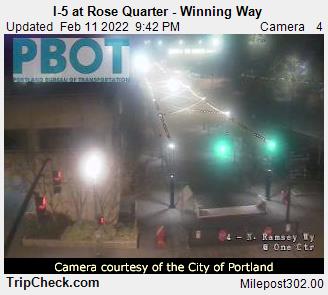 I-5 at Rose Quarter - Winning Way
Updated Feb 11 2022 9:42 PM Camera 4
PBOT
PORTLAND BUREAU OF TRANSPORTATION
4 - N. Ramsey Wy
@ One Ctr
Camera courtesy of the City of Portland
TripCheck.com Milepost302.00